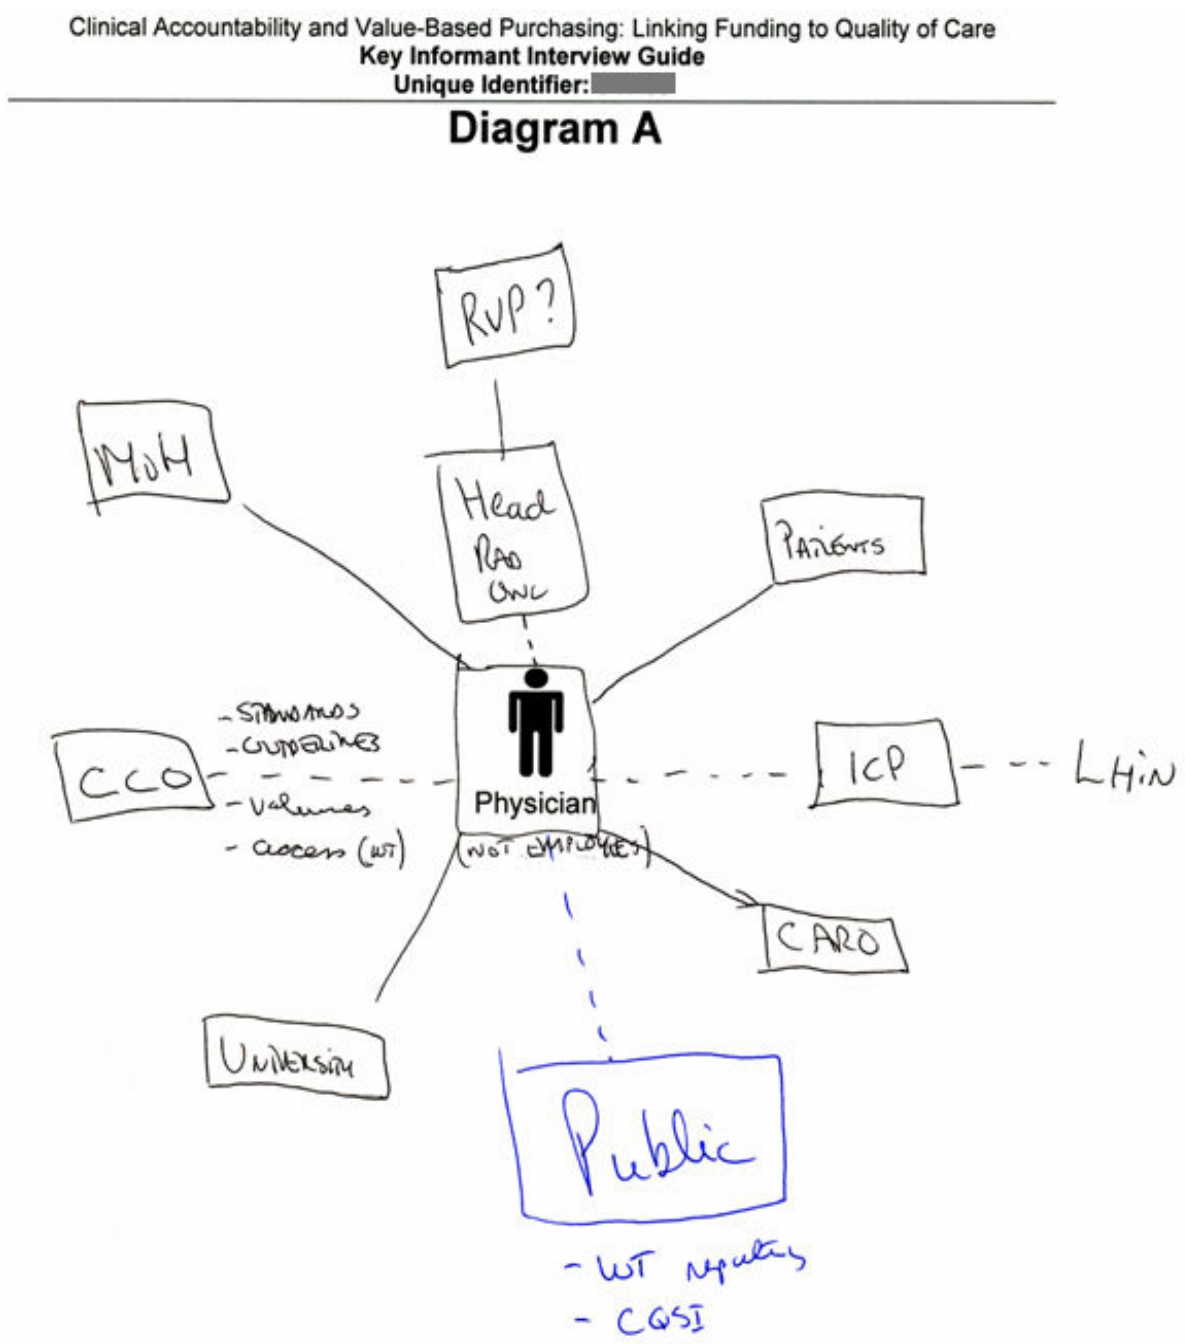 Clinical Accountability and Value-Based Purchasing: Linking Funding to Quality of Care
Key Informant Interview Guide
Unique Identifier:
Diagram A
RVP?
MoH
Head
RAD
ONC
PATIENTS
- STANDARDS
- GUIDELINES
CCO
- Volumes
- access (WT)
Physician
(NOT EMPLOYEES)
ICP
LHiN
CARO
UNIVERSITY
Public
- WT reporting
- CQSI